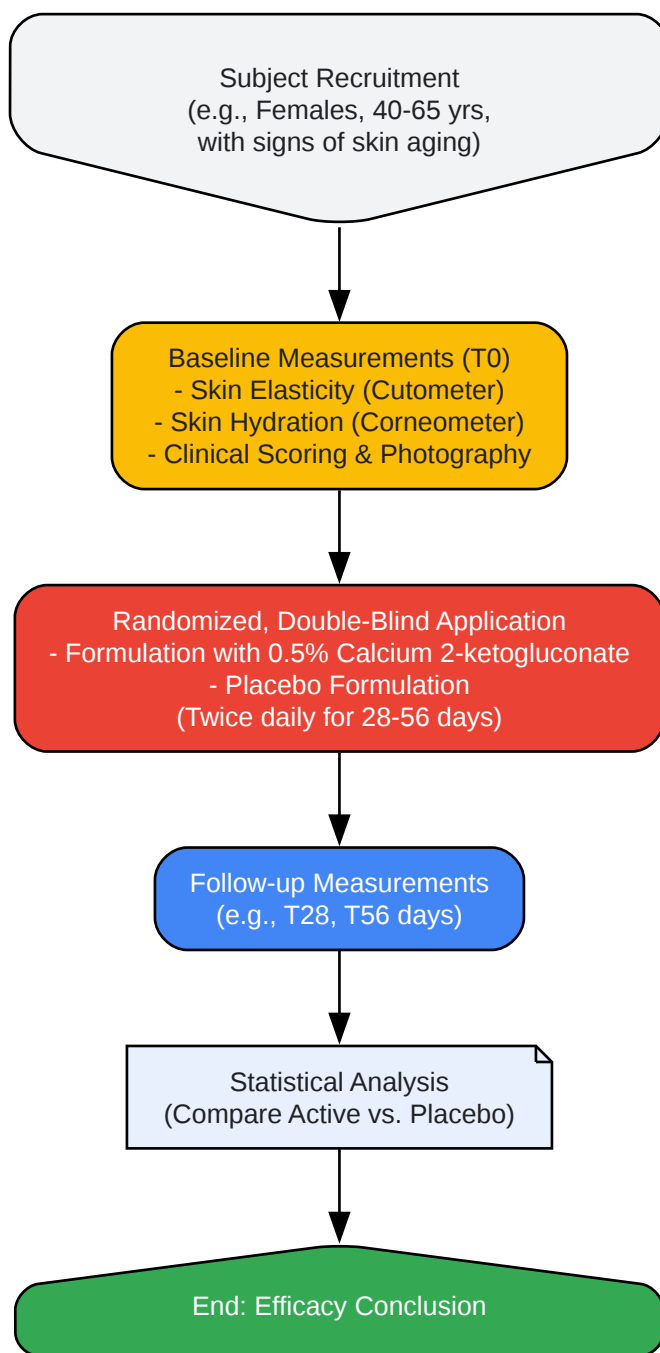 Subject Recruitment
(e.g., Females, 40-65 yrs,
with signs of skin aging)
Baseline Measurements (T0)
- Skin Elasticity (Cutometer)
- Skin Hydration (Corneometer)
- Clinical Scoring & Photography
Randomized, Double-Blind Application
- Formulation with 0.5% Calcium 2-ketogluconate
- Placebo Formulation
(Twice daily for 28-56 days)
Follow-up Measurements
(e.g., T28, T56 days)
Statistical Analysis
(Compare Active vs. Placebo)
End: Efficacy Conclusion